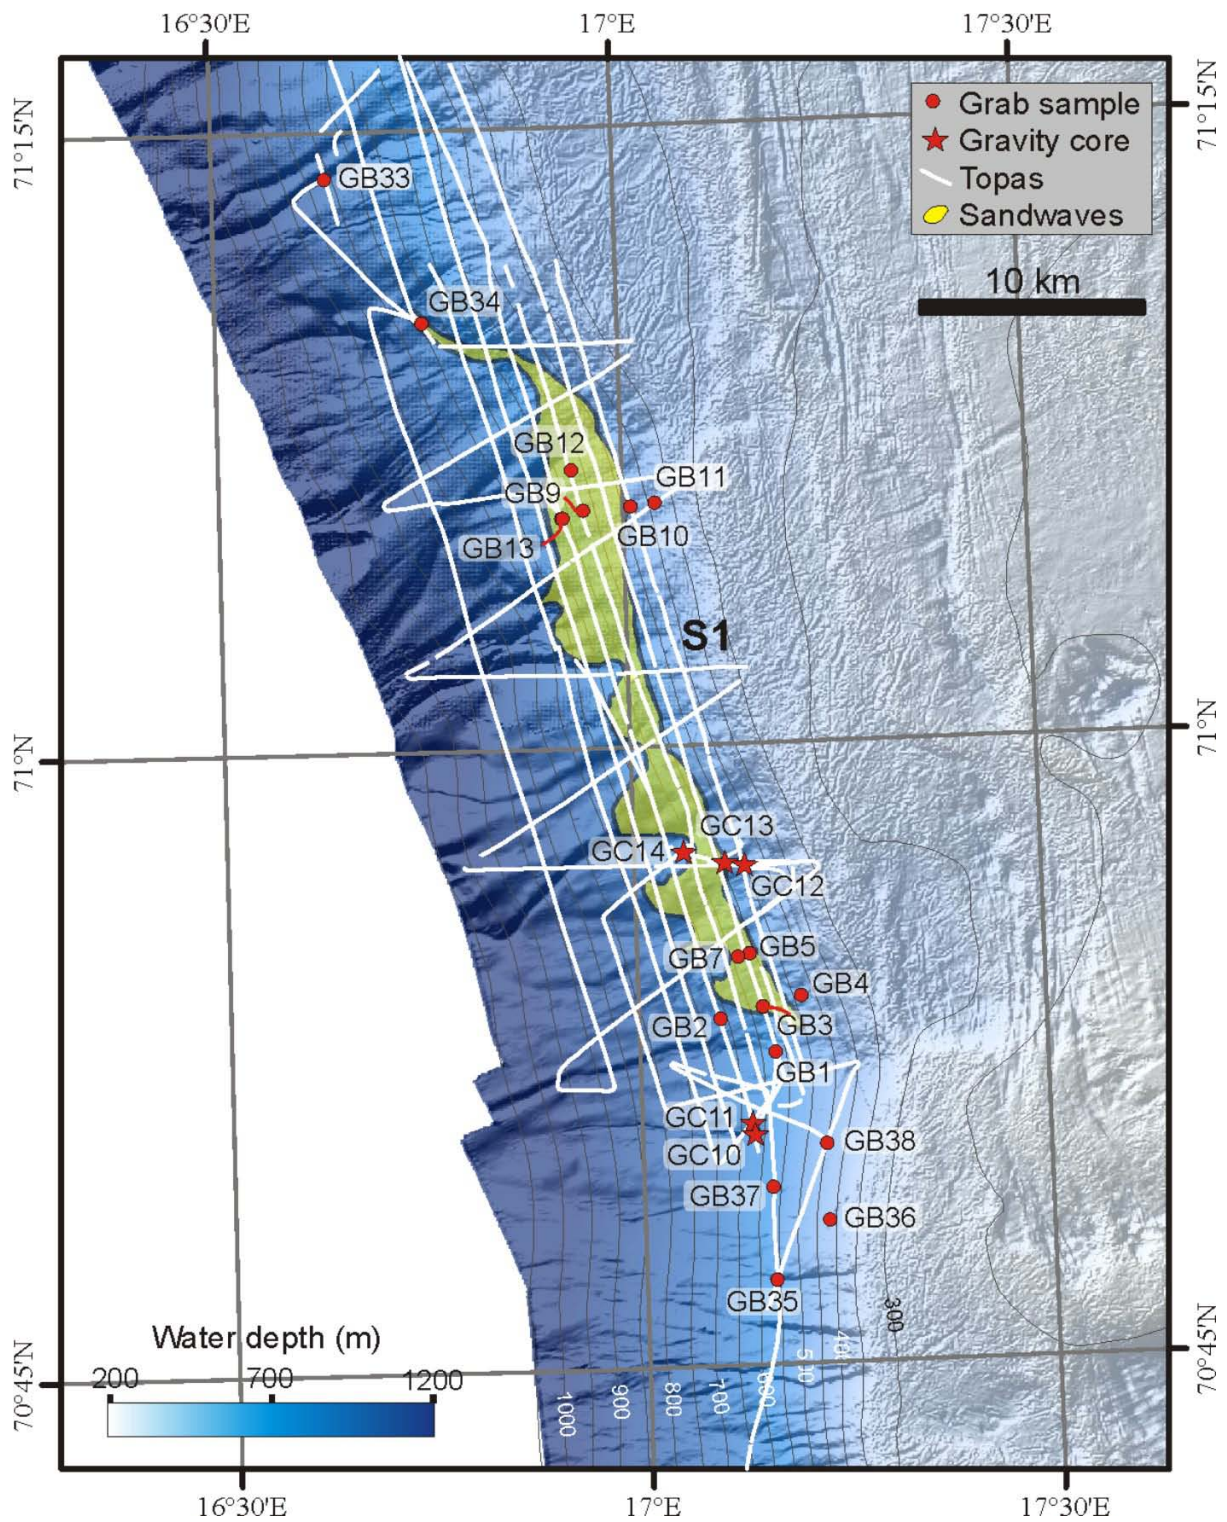 16°30'E
17°E
17°30'E
71°15'N
71°15'N
Grab sample
Gravity core
Topas
Sandwaves
10 km
GB33
GB34
GB12
GB11
GB9
GB10
GB13
S1
71°N
71°N
GC13
GC14
GC12
GB5
GB7
GB4
GB2
GB3
GB1
GC11
GC10
GB38
GB37
GB36
GB35
300
400
500
600
700
800
900
1000
Water depth (m)
200
700
1200
70°45'N
70°45'N
16°30'E
17°E
17°30'E